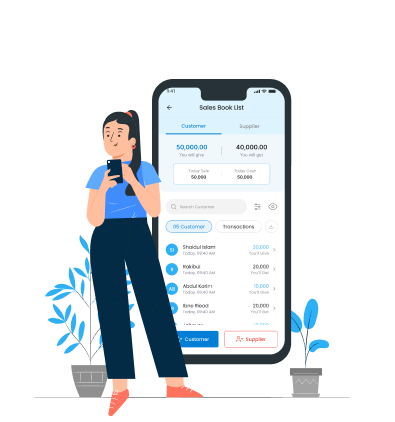 9:41
Sales Book List
Customer Supplier
50,000.00 40,000.00
You will give You will get
Today Sale Today Cash
50,000 50,000
Search Customer
05 Customer Transactions
SI Shaidul Islam 20,000
Today, 09:40 AM You'll Give
R Rakibul 20,000
Today, 09:40 AM You'll Get
AB Abdul Karim 10,000
Today, 09:40 AM You'll Give
Ibne Riead 20,000
Today, 09:40 AM You'll Get
Customer Supplier